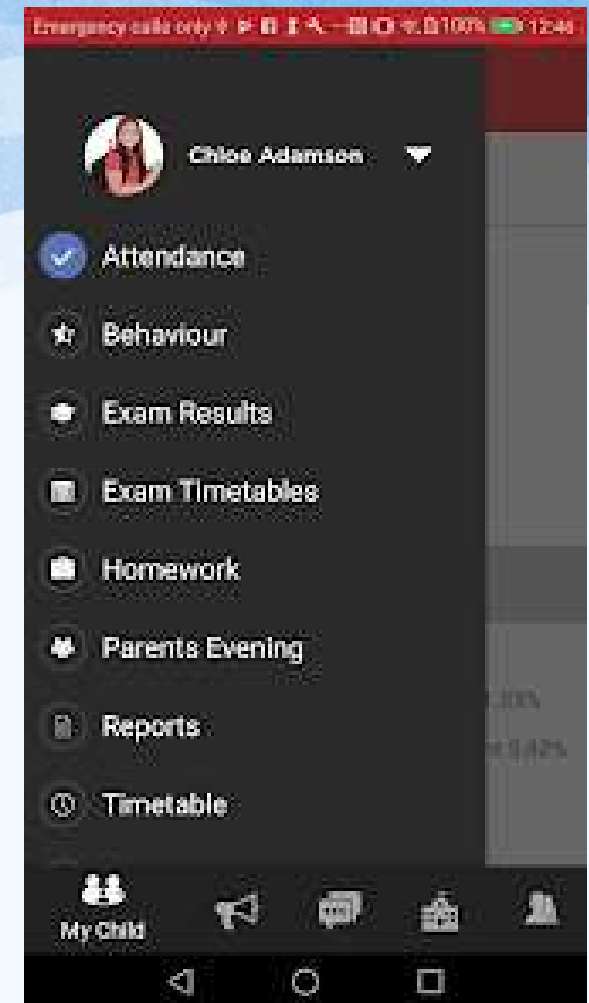 Emergency calls only 100% 12:46
Chloe Adamson
Attendance
Behaviour
Exam Results
Exam Timetables
Homework
Parents Evening
Reports
Timetable
My Child